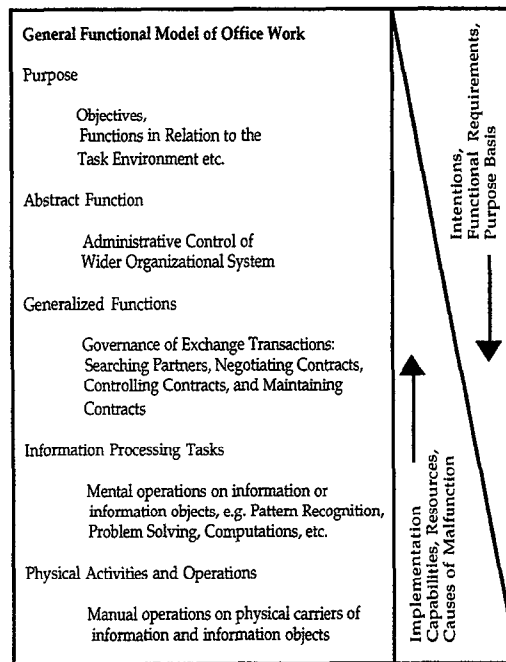 General Functional Model of Office Work
Purpose
Objectives,
Functions in Relation to the
Task Environment etc.
Abstract Function
Administrative Control of
Wider Organizational System
Generalized Functions
Governance of Exchange Transactions:
Searching Partners, Negotiating Contracts,
Controlling Contracts, and Maintaining
Contracts
Information Processing Tasks
Mental operations on information or
information objects, e.g. Pattern Recognition,
Problem Solving, Computations, etc.
Physical Activities and Operations
Manual operations on physical carriers of
information and information objects
Intentions,
Functional Requirements,
Purpose Basis
Implementation
Capabilities, Resources,
Causes of Malfunction